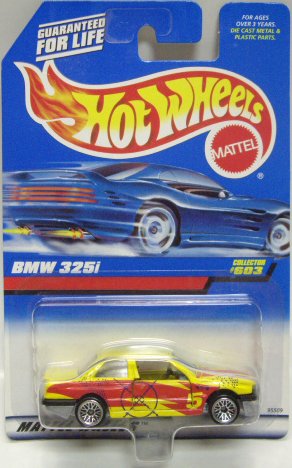 GUARANTEED
FOR LIFE
FOR AGES
OVER 3 YEARS.
DIE CAST METAL &
PLASTIC PARTS.
HOT WHEELS
MATTEL
®
BMW 325i
COLLECTOR
#603
5